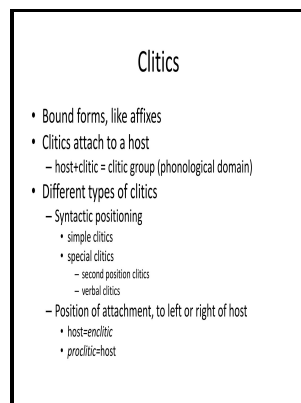 Clitics
• Bound forms, like affixes
• Clitics attach to a host
– host+clitic = clitic group (phonological domain)
• Different types of clitics
– Syntactic positioning
• simple clitics
• special clitics
– second position clitics
– verbal clitics
– Position of attachment, to left or right of host
• host=enclitic
• proclitic=host